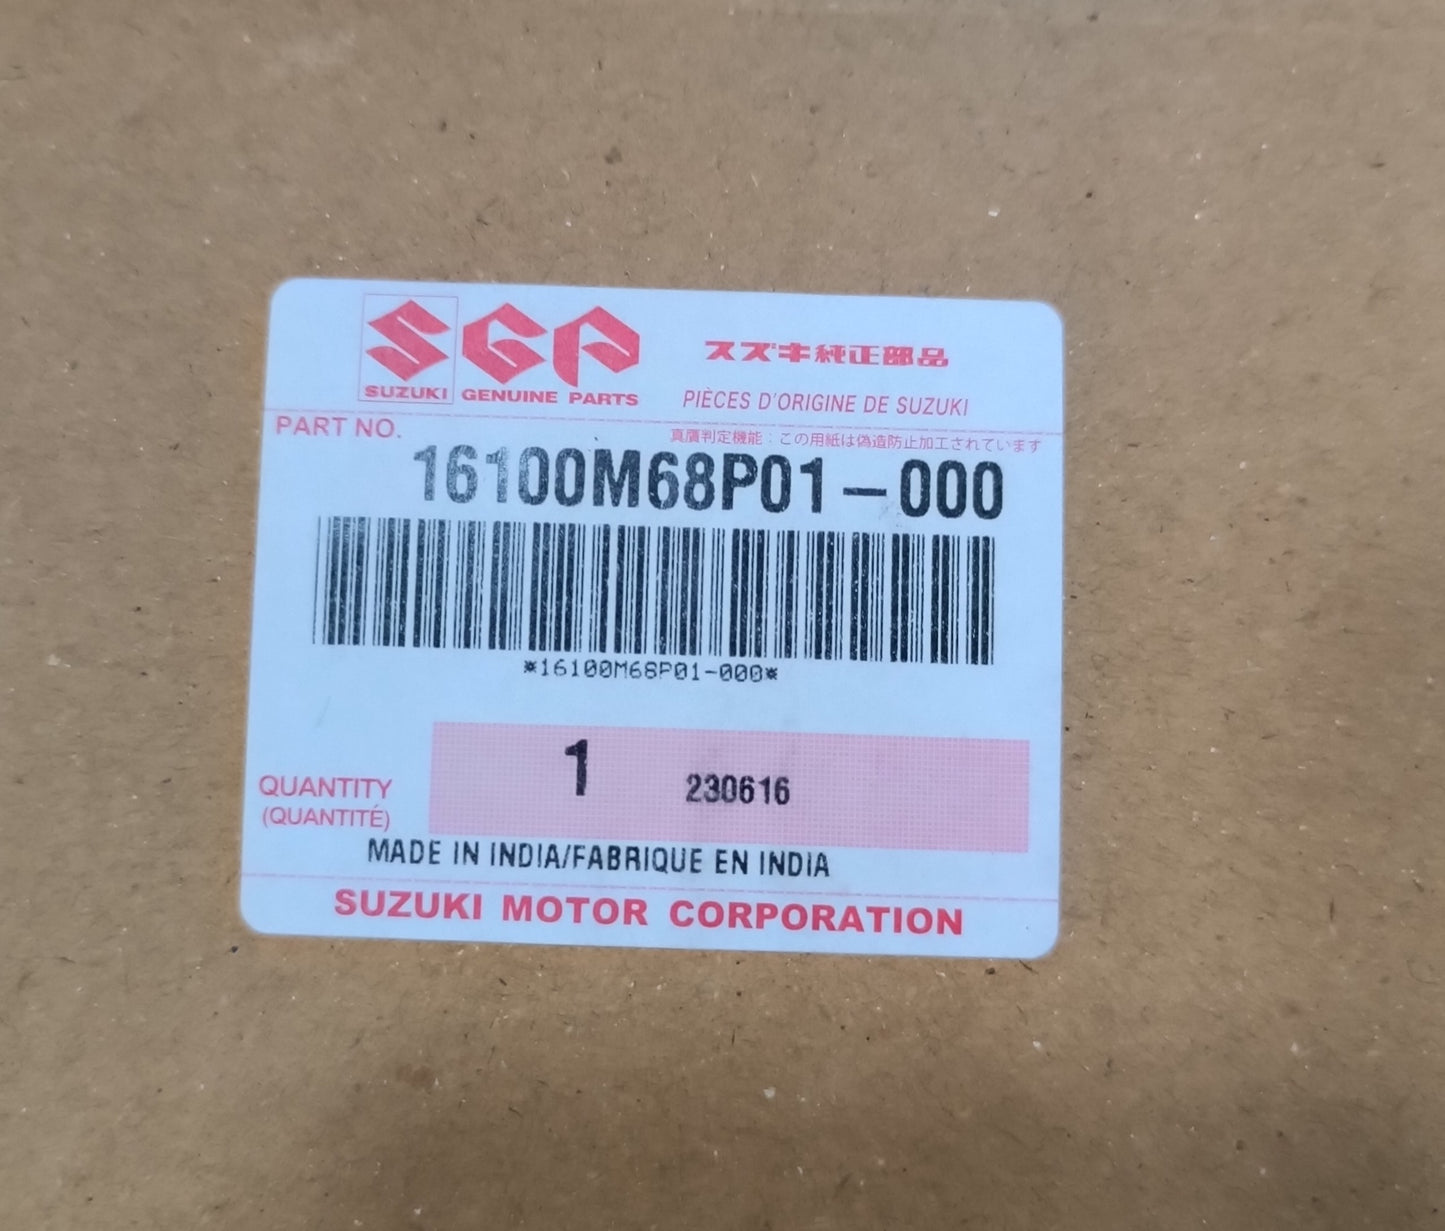 SGP
SUZUKI GENUINE PARTS
スズキ純正部品
PIÈCES D'ORIGINE DE SUZUKI
PART NO.
真贋判定機能：この用紙は偽造防止加工されています
16100M68P01-000
*16100M68P01-000*
1 230616
QUANTITY
(QUANTITÉ)
MADE IN INDIA/FABRIQUE EN INDIA
SUZUKI MOTOR CORPORATION